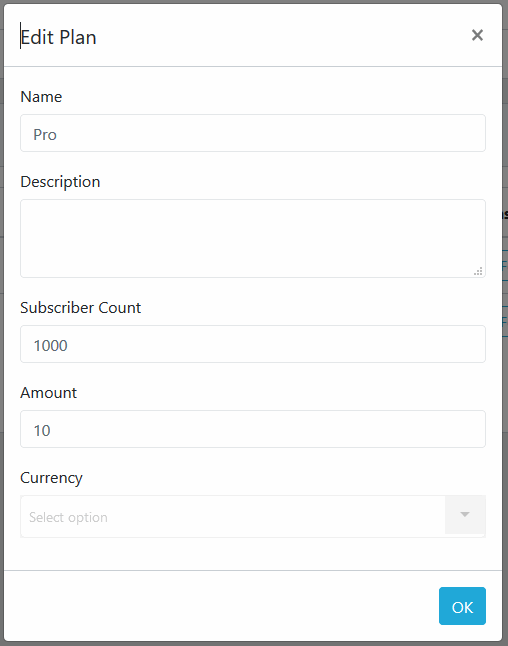 Edit Plan ×
Name
Pro
Description
Subscriber Count
1000
Amount
10
Currency
Select option
OK